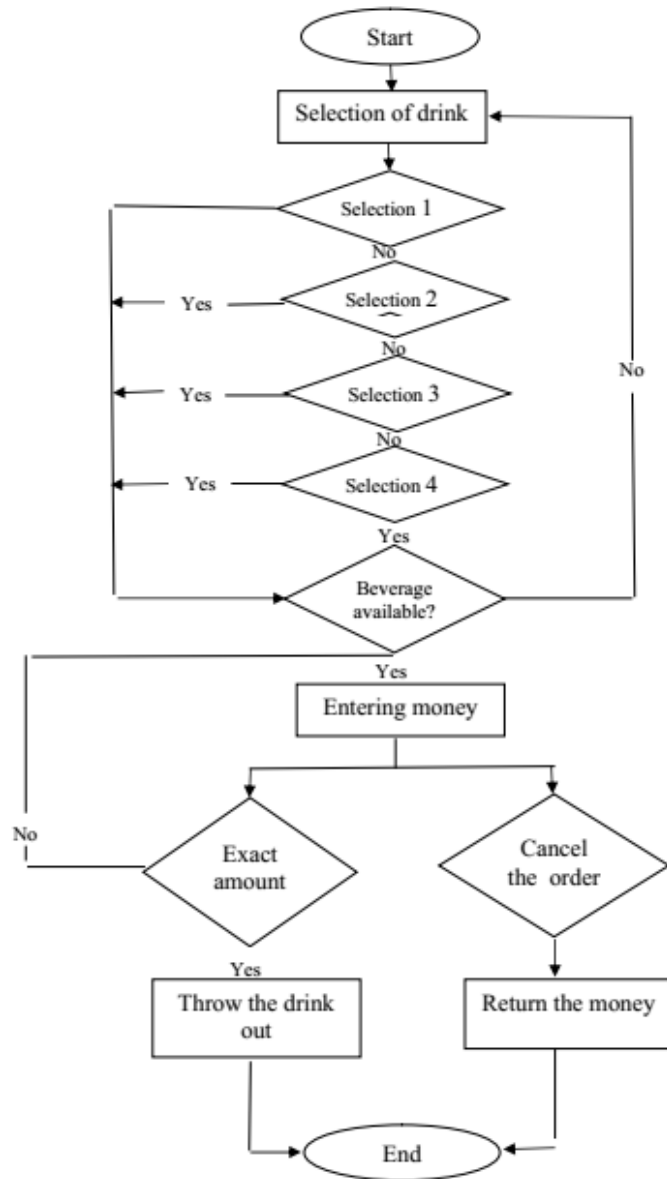 Start
Selection of drink
Selection 1
No
Yes
Selection 2
No
Yes
Selection 3
No
No
Yes
Selection 4
Yes
Beverage
available?
Yes
Entering money
No
Exact
amount
Cancel
the order
Yes
Throw the drink
out
Return the money
End